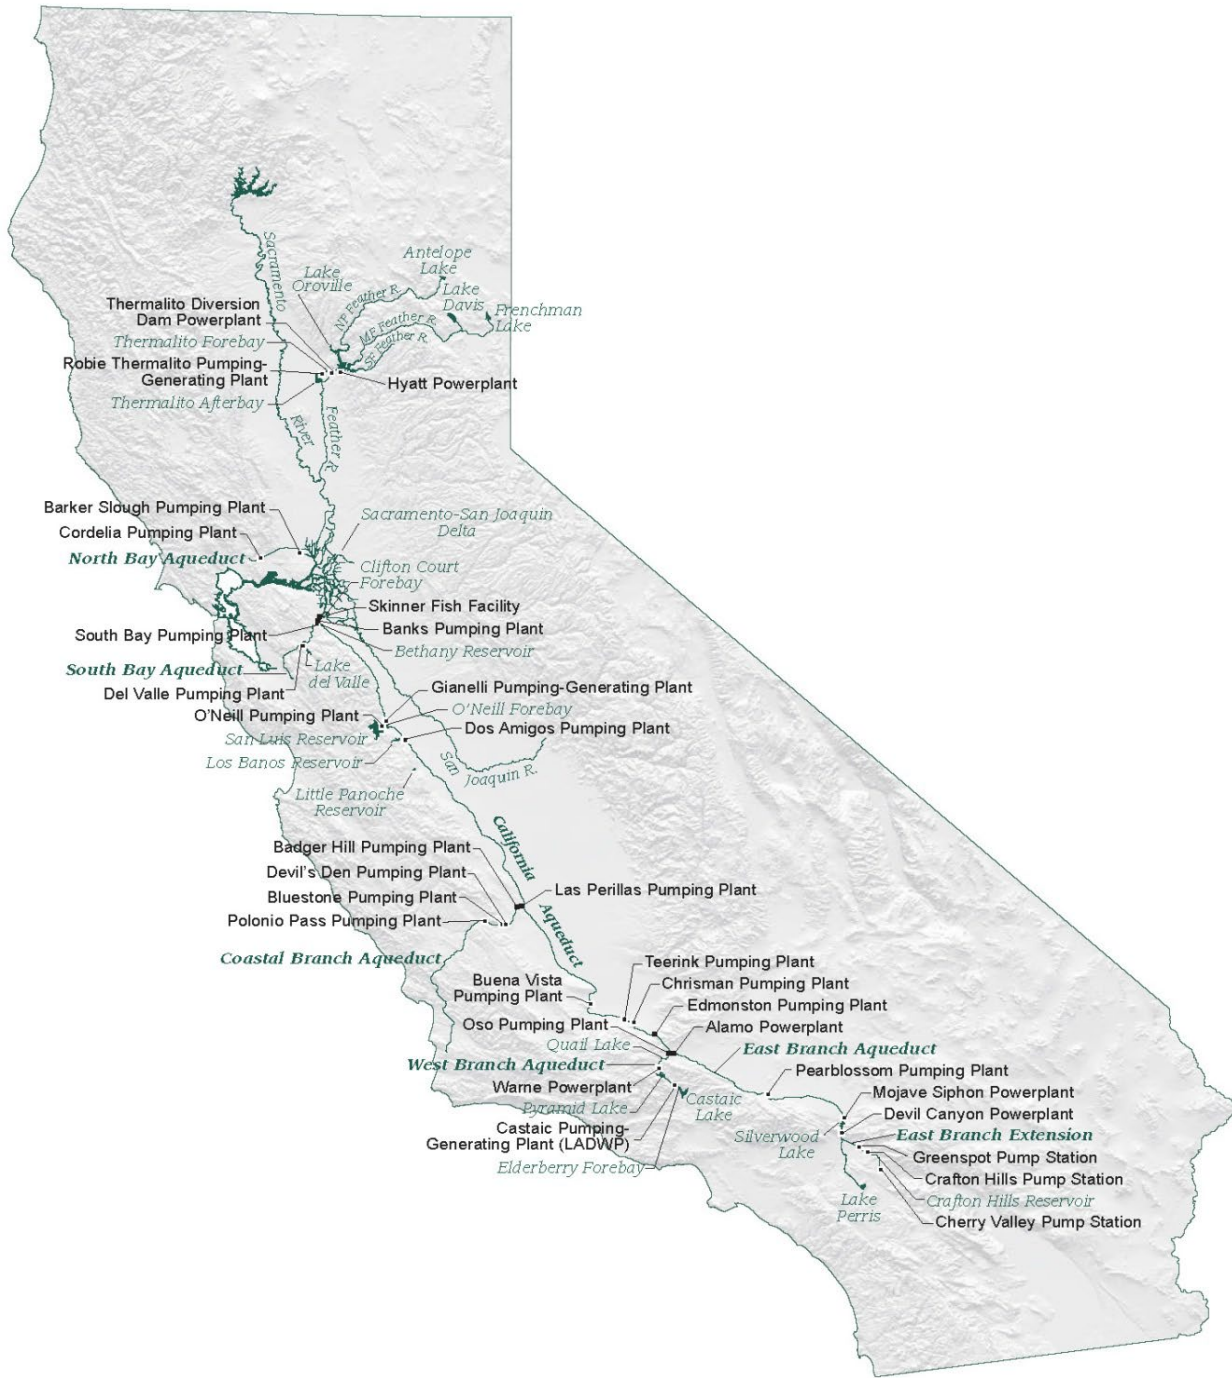 Sacramento
River
Lake
Oroville
Antelope
Lake
Lake
Davis
Frenchman
Lake
NF Feather R.
MF Feather R.
SF Feather R.
Thermalito Diversion
Dam Powerplant
Thermalito Forebay
Robie Thermalito Pumping-
Generating Plant
Thermalito Afterbay
Hyatt Powerplant
Feather R.
Barker Slough Pumping Plant
Cordelia Pumping Plant
North Bay Aqueduct
Sacramento-San Joaquin
Delta
Clifton Court
Forebay
Skinner Fish Facility
South Bay Pumping Plant
Banks Pumping Plant
Bethany Reservoir
South Bay Aqueduct
Lake
del Valle
Del Valle Pumping Plant
Gianelli Pumping-Generating Plant
O'Neill Pumping Plant
O'Neill Forebay
San Luis Reservoir
Dos Amigos Pumping Plant
Los Banos Reservoir
San
Joaquin R.
Little Panoche
Reservoir
California
Aqueduct
Badger Hill Pumping Plant
Devil's Den Pumping Plant
Bluestone Pumping Plant
Polonio Pass Pumping Plant
Las Perillas Pumping Plant
Coastal Branch Aqueduct
Buena Vista
Pumping Plant
Teerink Pumping Plant
Chrisman Pumping Plant
Edmonston Pumping Plant
Oso Pumping Plant
Alamo Powerplant
Quail Lake
East Branch Aqueduct
West Branch Aqueduct
Pearblossom Pumping Plant
Warne Powerplant
Mojave Siphon Powerplant
Pyramid Lake
Castaic
Lake
Devil Canyon Powerplant
Castaic Pumping-
Generating Plant (LADWP)
Silverwood
Lake
East Branch Extension
Elderberry Forebay
Greenspot Pump Station
Crafton Hills Pump Station
Lake
Perris
Crafton Hills Reservoir
Cherry Valley Pump Station